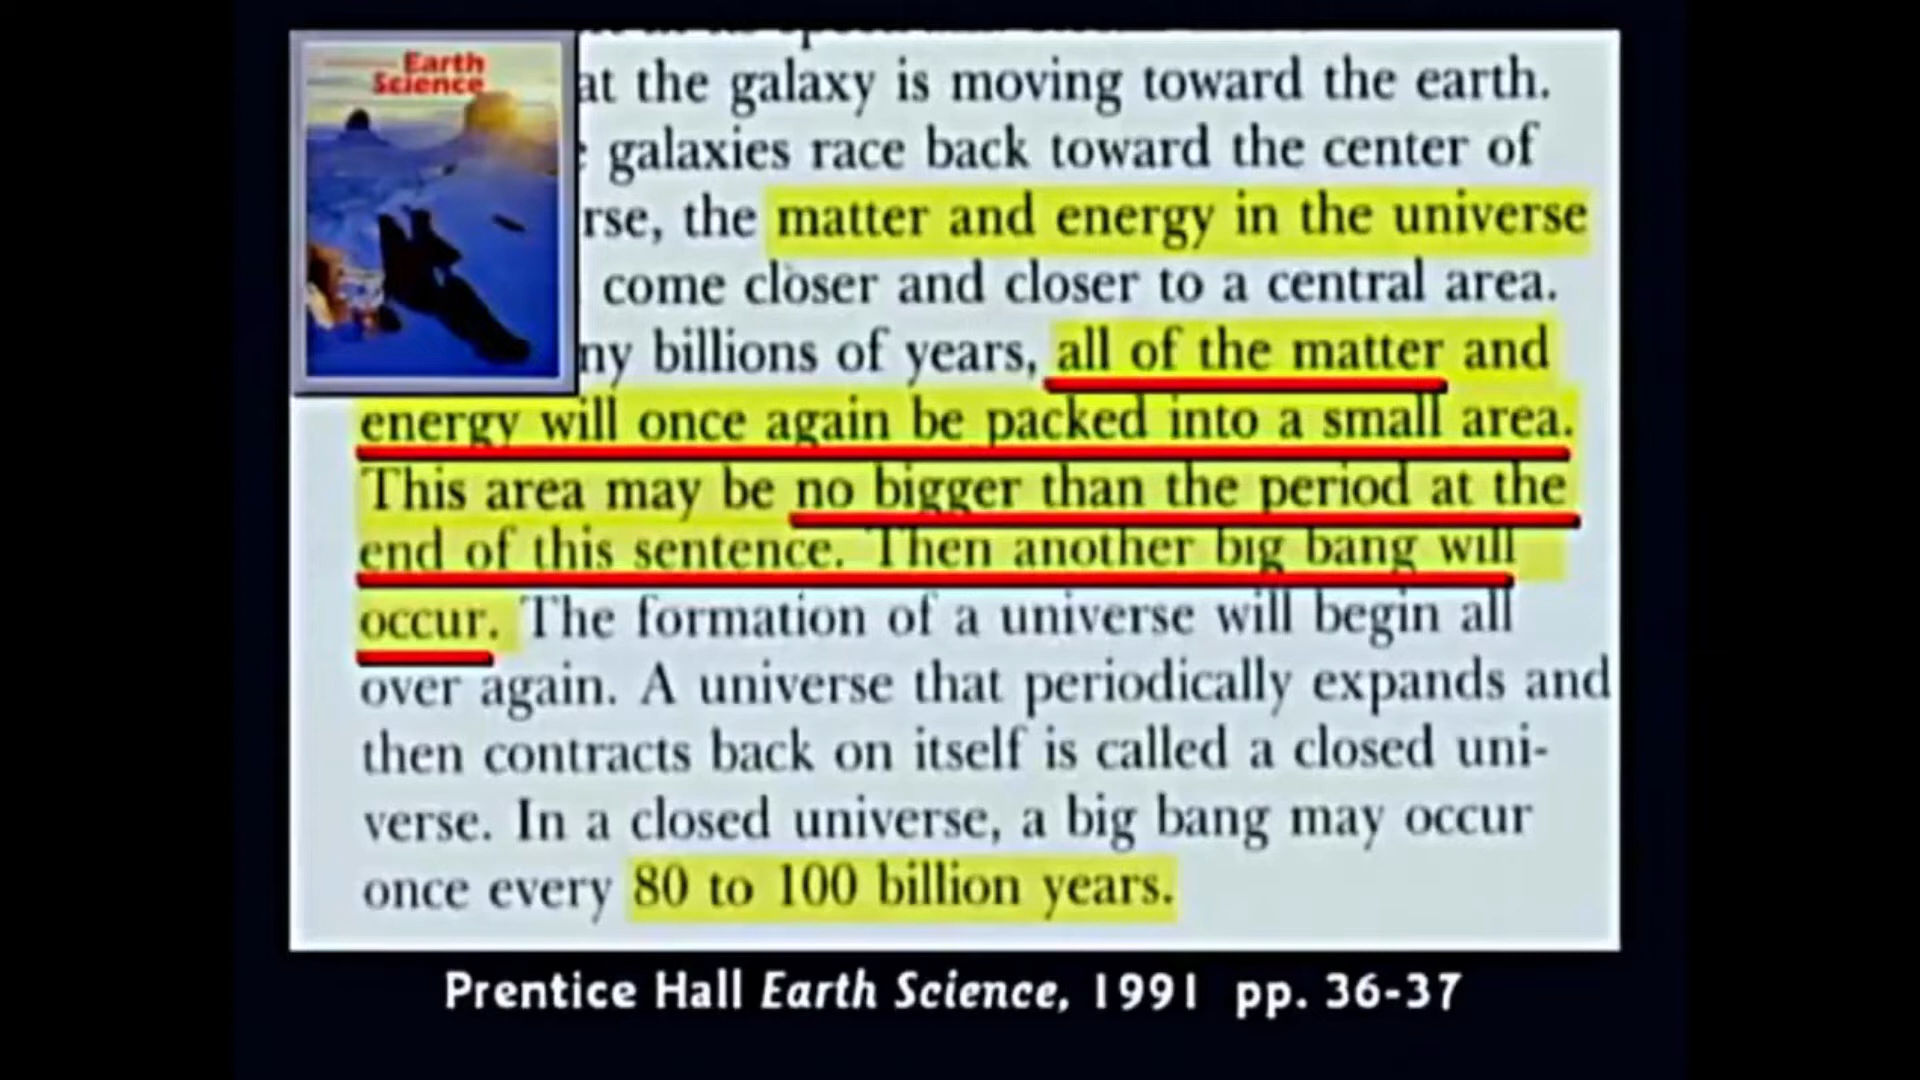 Earth
Science
at the galaxy is moving toward the earth.
galaxies race back toward the center of
rse, the matter and energy in the universe
come closer and closer to a central area.
ny billions of years, all of the matter and
energy will once again be packed into a small area.
This area may be no bigger than the period at the
end of this sentence. Then another big bang will
occur. The formation of a universe will begin all
over again. A universe that periodically expands and
then contracts back on itself is called a closed uni-
verse. In a closed universe, a big bang may occur
once every 80 to 100 billion years.
Prentice Hall Earth Science, 1991 pp. 36-37